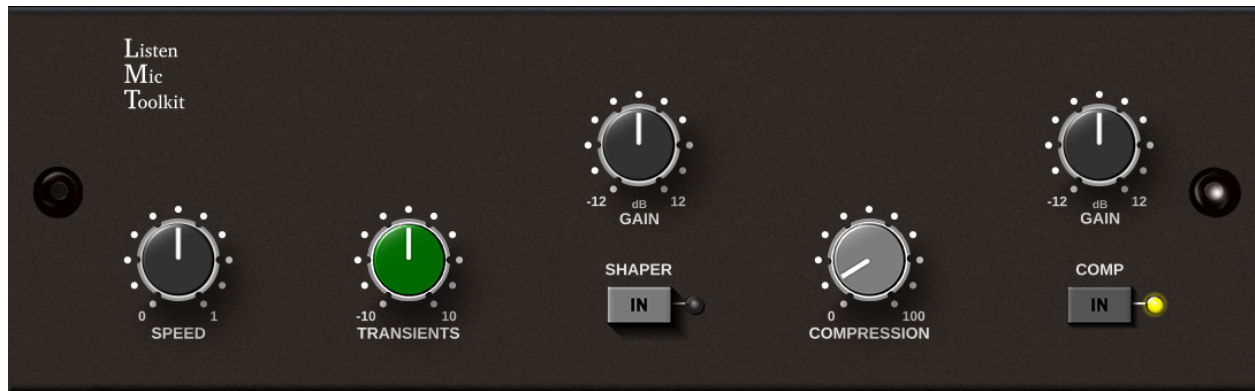 Listen
Mic
Toolkit
-12 dB 12
GAIN
-12 dB 12
GAIN
0 1
SPEED
-10 10
TRANSIENTS
SHAPER
IN
0 100
COMPRESSION
COMP
IN